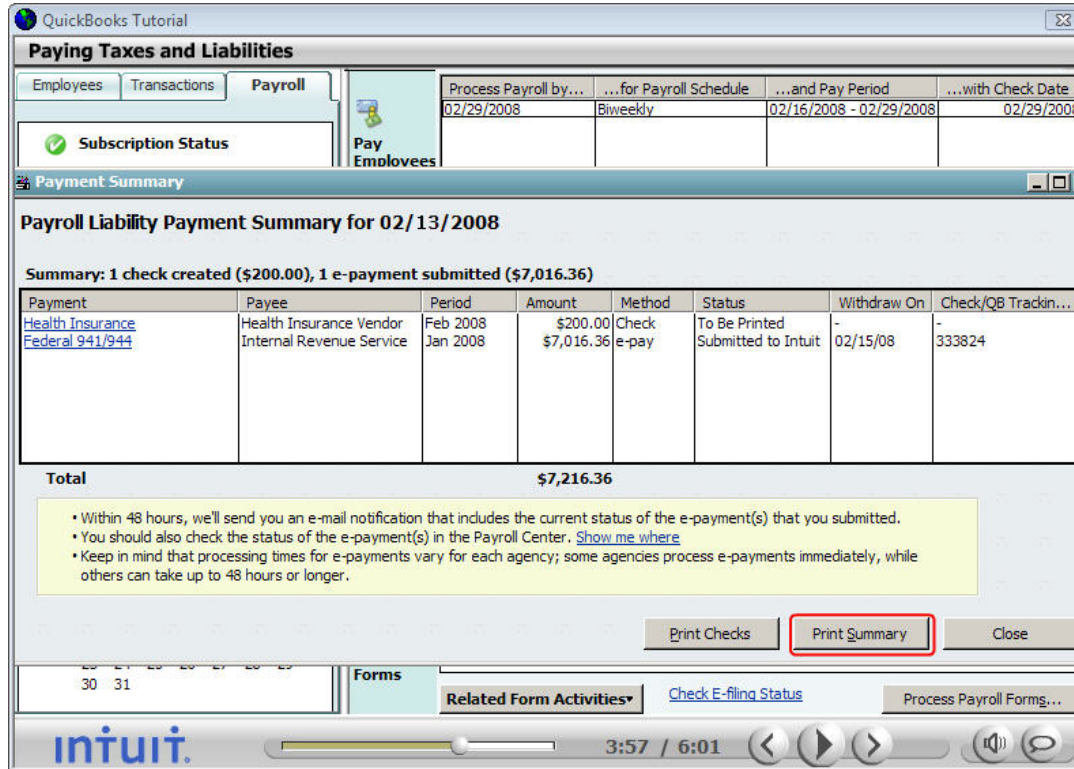 QuickBooks Tutorial
Paying Taxes and Liabilities
Employees Transactions Payroll
Process Payroll by... ...for Payroll Schedule ...and Pay Period ...with Check Date
02/29/2008 Biweekly 02/16/2008 - 02/29/2008 02/29/2008
Subscription Status
Pay
Employees
Payment Summary
Payroll Liability Payment Summary for 02/13/2008
Summary: 1 check created ($200.00), 1 e-payment submitted ($7,016.36)
Payment Payee Period Amount Method Status Withdraw On Check/QB Trackin...
Health Insurance Health Insurance Vendor Feb 2008 $200.00 Check To Be Printed - -
Federal 941/944 Internal Revenue Service Jan 2008 $7,016.36 e-pay Submitted to Intuit 02/15/08 333824
Total $7,216.36
• Within 48 hours, we'll send you an e-mail notification that includes the current status of the e-payment(s) that you submitted.
• You should also check the status of the e-payment(s) in the Payroll Center. Show me where
• Keep in mind that processing times for e-payments vary for each agency; some agencies process e-payments immediately, while
others can take up to 48 hours or longer.
Print Checks Print Summary Close
30 31
Forms
Related Form Activities Check E-filing Status Process Payroll Forms...
intuit. 3:57 / 6:01